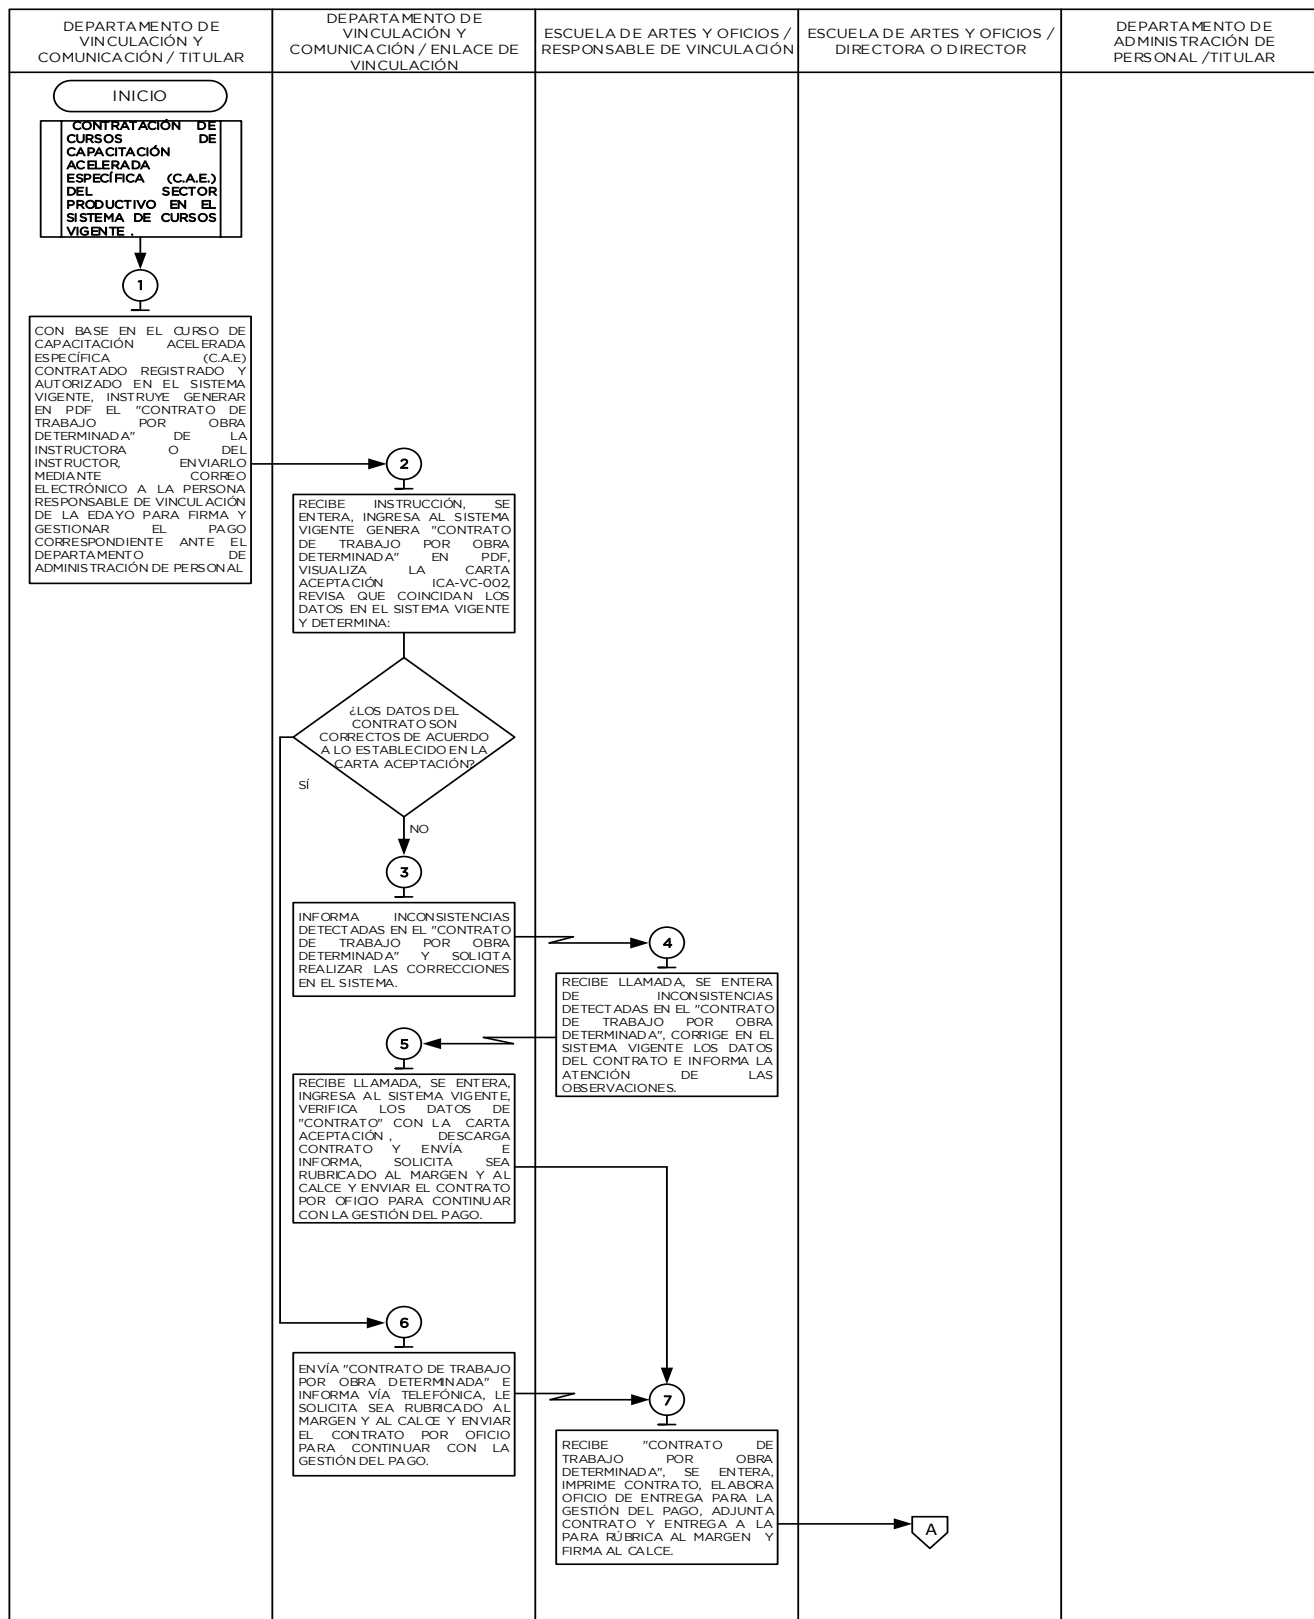 DEPARTAMENTO DE
VINCULACIÓN Y
COMUNICACIÓN / TITULAR
DEPARTAMENTO DE
VINCULACIÓN Y
COMUNICACIÓN / ENLACE DE
VINCULACIÓN
ESCUELA DE ARTES Y OFICIOS /
RESPONSABLE DE VINCULACIÓN
ESCUELA DE ARTES Y OFICIOS /
DIRECTORA O DIRECTOR
DEPARTAMENTO DE
ADMINISTRACIÓN DE
PERSONAL /TITULAR
INICIO
CONTRATACIÓN DE
CURSOS DE
CAPACITACIÓN
ACELERADA
ESPECÍFICA (C.A.E.)
DEL SECTOR
PRODUCTIVO EN EL
SISTEMA DE CURSOS
VIGENTE .
1
CON BASE EN EL CURSO DE
CAPACITACIÓN ACELERADA
ESPECÍFICA (C.A.E)
CONTRATADO REGISTRADO Y
AUTORIZADO EN EL SISTEMA
VIGENTE, INSTRUYE GENERAR
EN PDF EL "CONTRATO DE
TRABAJO POR OBRA
DETERMINADA" DE LA
INSTRUCTORA O DEL
INSTRUCTOR, ENVIARLO
MEDIANTE CORREO
ELECTRÓNICO A LA PERSONA
RESPONSABLE DE VINCULACIÓN
DE LA EDAYO PARA FIRMA Y
GESTIONAR EL PAGO
CORRESPONDIENTE ANTE EL
DEPARTAMENTO DE
ADMINISTRACIÓN DE PERSONAL
2
RECIBE INSTRUCCIÓN, SE
ENTERA, INGRESA AL SISTEMA
VIGENTE GENERA "CONTRATO
DE TRABAJO POR OBRA
DETERMINADA" EN PDF,
VISUALIZA LA CARTA
ACEPTACIÓN ICA-VC-002,
REVISA QUE COINCIDAN LOS
DATOS EN EL SISTEMA VIGENTE
Y DETERMINA:
¿LOS DATOS DEL
CONTRATO SON
CORRECTOS DE ACUERDO
A LO ESTABLECIDO EN LA
CARTA ACEPTACIÓN?
SÍ
NO
3
INFORMA INCONSISTENCIAS
DETECTADAS EN EL "CONTRATO
DE TRABAJO POR OBRA
DETERMINADA" Y SOLICITA
REALIZAR LAS CORRECCIONES
EN EL SISTEMA.
4
RECIBE LLAMADA, SE ENTERA
DE INCONSISTENCIAS
DETECTADAS EN EL "CONTRATO
DE TRABAJO POR OBRA
DETERMINADA", CORRIGE EN EL
SISTEMA VIGENTE LOS DATOS
DEL CONTRATO E INFORMA LA
ATENCIÓN DE LAS
OBSERVACIONES.
5
RECIBE LLAMADA, SE ENTERA,
INGRESA AL SISTEMA VIGENTE,
VERIFICA LOS DATOS DE
"CONTRATO" CON LA CARTA
ACEPTACIÓN , DESCARGA
CONTRATO Y ENVÍA E
INFORMA, SOLICITA SEA
RUBRICADO AL MARGEN Y AL
CALCE Y ENVIAR EL CONTRATO
POR OFICIO PARA CONTINUAR
CON LA GESTIÓN DEL PAGO.
6
ENVÍA "CONTRATO DE TRABAJO
POR OBRA DETERMINADA" E
INFORMA VÍA TELEFÓNICA, LE
SOLICITA SEA RUBRICADO AL
MARGEN Y AL CALCE Y ENVIAR
EL CONTRATO POR OFICIO
PARA CONTINUAR CON LA
GESTIÓN DEL PAGO.
7
RECIBE "CONTRATO DE
TRABAJO POR OBRA
DETERMINADA", SE ENTERA,
IMPRIME CONTRATO, ELABORA
OFICIO DE ENTREGA PARA LA
GESTIÓN DEL PAGO, ADJUNTA
CONTRATO Y ENTREGA A LA
PARA RÚBRICA AL MARGEN Y
FIRMA AL CALCE.
A